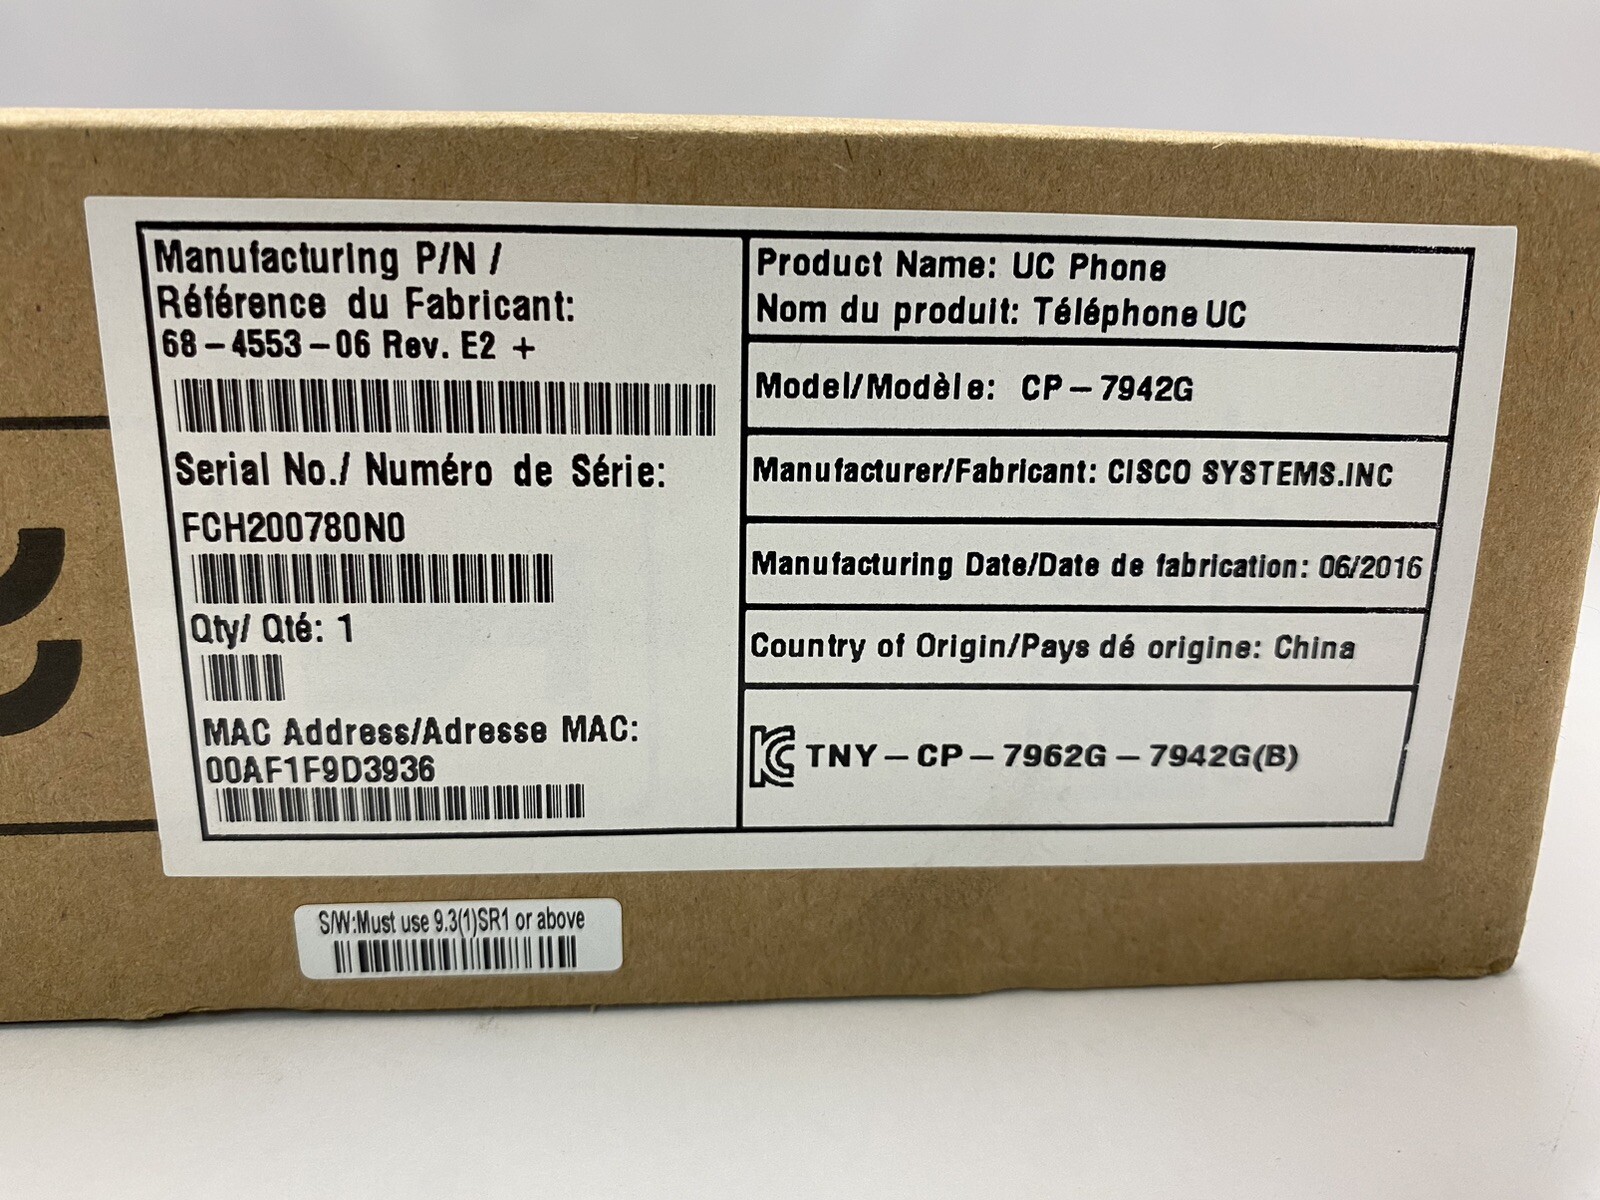 Manufacturing P/N /
Référence du Fabricant:
68-4553-06 Rev. E2 +
Serial No./ Numéro de Série:
FCH200780N0
Qty/ Qté: 1
MAC Address/Adresse MAC:
00AF1F9D3936
Product Name: UC Phone
Nom du produit: Téléphone UC
Model/Modèle: CP-7942G
Manufacturer/Fabricant: CISCO SYSTEMS.INC
Manufacturing Date/Date de fabrication: 06/2016
Country of Origin/Pays dé origine: China
TNY-CP-7962G-7942G(B)
S/W:Must use 9.3(1)SR1 or above